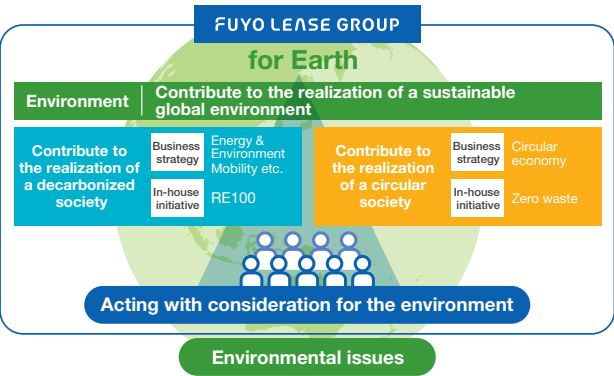 FUYO LEASE GROUP
for Earth
Environment
Contribute to the realization of a sustainable
global environment
Contribute to
the realization of
a decarbonized
society
Business
strategy
Energy &
Environment
Mobility etc.
In-house
initiative
RE100
Contribute to
the realization
of a circular
society
Business
strategy
Circular
economy
In-house
initiative
Zero waste
Acting with consideration for the environment
Environmental issues